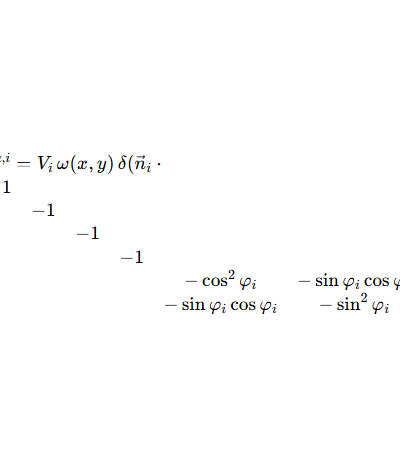 ,i = V_i ω(x, y) δ(n⃗_i ·
1
−1
−1
−1
− cos² φ_i − sin φ_i cos
− sin φ_i cos φ_i − sin² φ_i